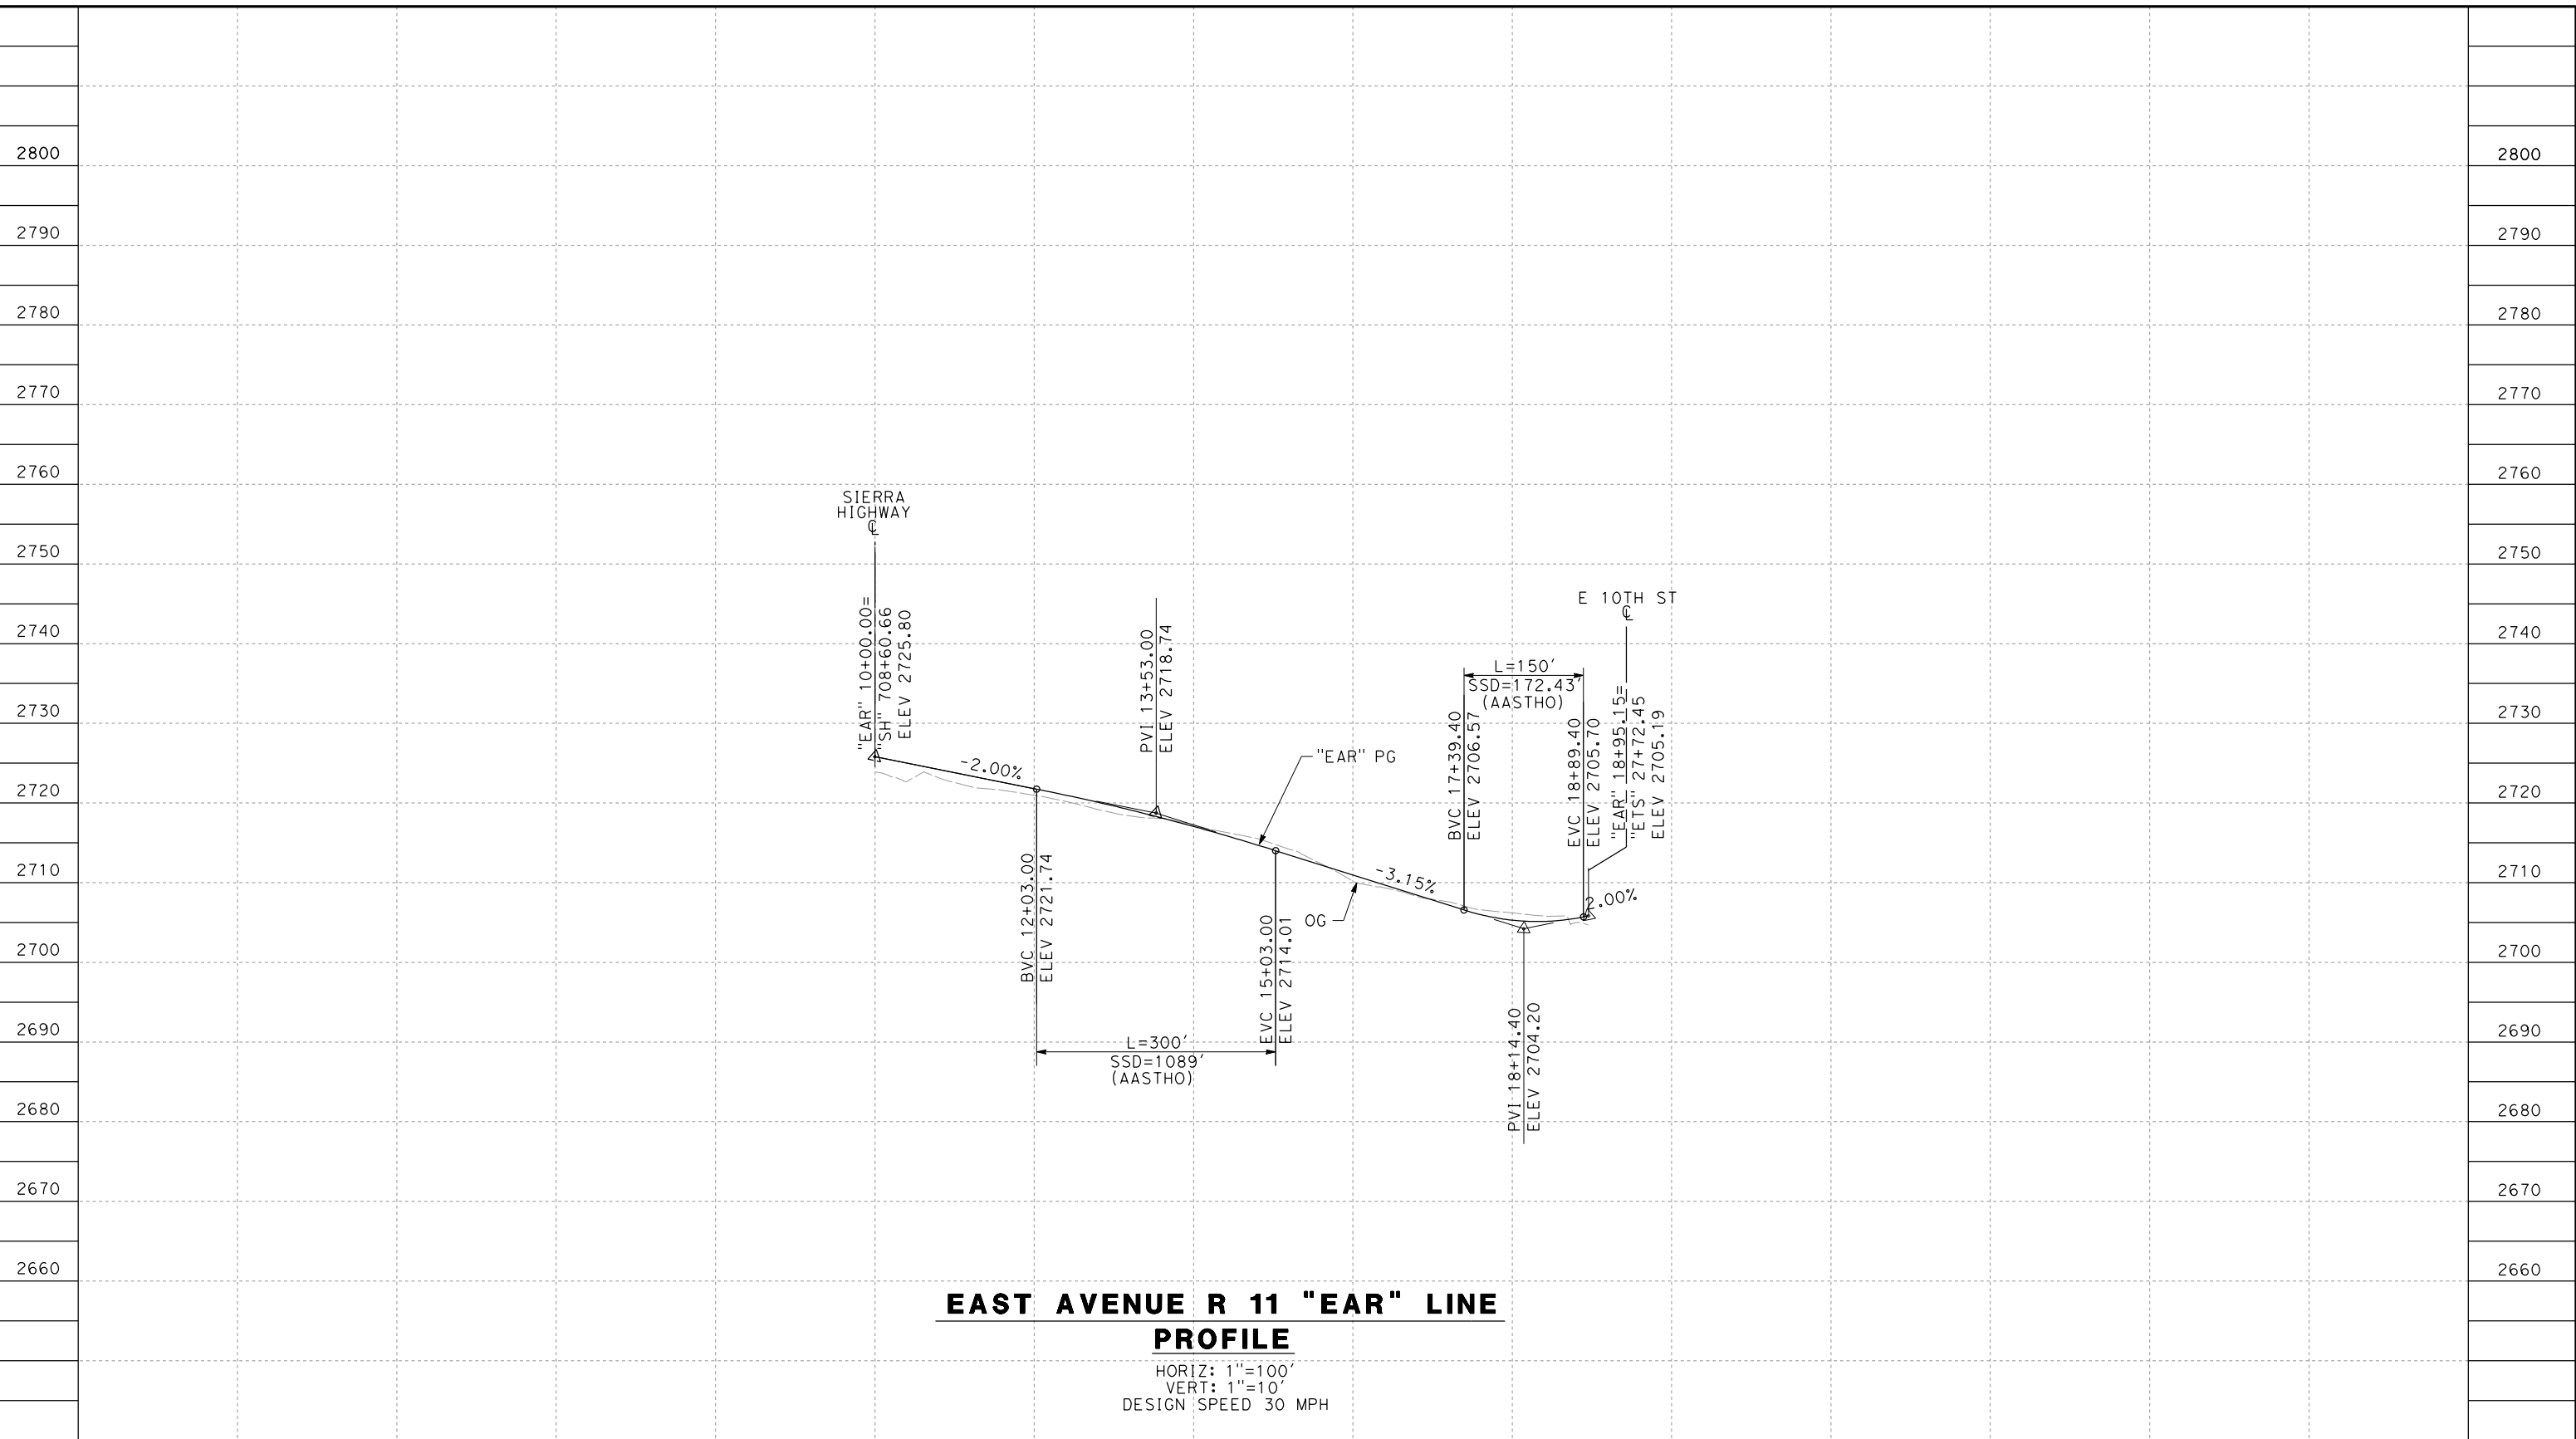 2800
2790
2780
2770
2760
2750
2740
2730
2720
2710
2700
2690
2680
2670
2660
SIERRA
HIGHWAY
℄
"EAR" 10+00.00=
"SH" 708+60.66
ELEV 2725.80
-2.00%
BVC 12+03.00
ELEV 2721.74
PVI 13+53.00
ELEV 2718.74
L=300'
SSD=1089'
(AASTHO)
EVC 15+03.00
ELEV 2714.01
"EAR" PG
OG
-3.15%
BVC 17+39.40
ELEV 2706.57
L=150'
SSD=172.43'
(AASTHO)
PVI 18+14.40
ELEV 2704.20
EVC 18+89.40
ELEV 2705.70
E 10TH ST
℄
"EAR" 18+95.15=
"ETS" 27+72.45
ELEV 2705.19
2.00%
2800
2790
2780
2770
2760
2750
2740
2730
2720
2710
2700
2690
2680
2670
2660
EAST AVENUE R 11 "EAR" LINE
PROFILE
HORIZ: 1"=100'
VERT: 1"=10'
DESIGN SPEED 30 MPH